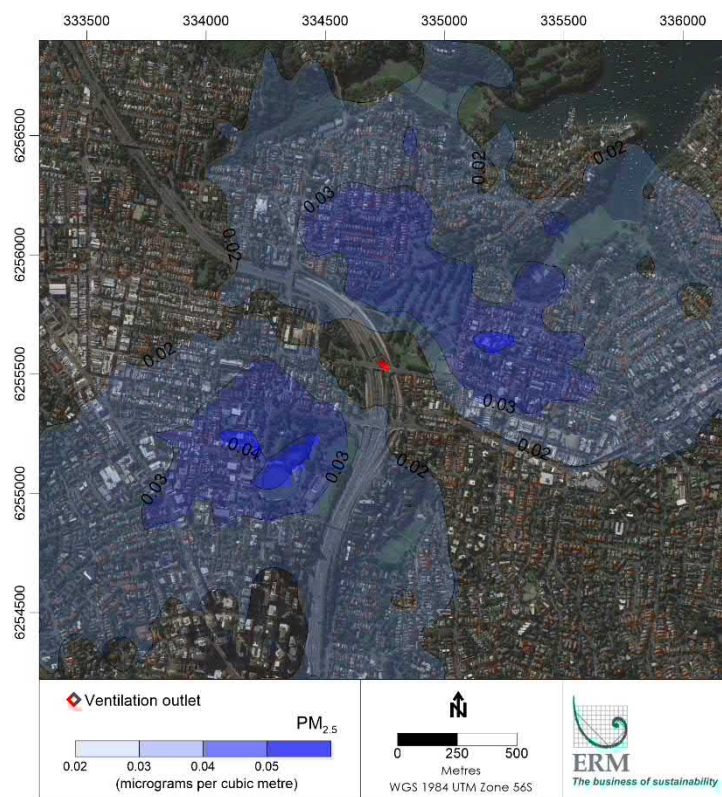 333500 334000 334500 335000 335500 336000
6256500
6256000
6255500
6255000
6254500
0.02
0.02
0.03
0.02
0.02
0.03
0.02
0.04
0.03
0.03
0.02
Ventilation outlet
PM2.5
0.02 0.03 0.04 0.05
(micrograms per cubic metre)
N
0 250 500
Metres
WGS 1984 UTM Zone 56S
ERM
The business of sustainability